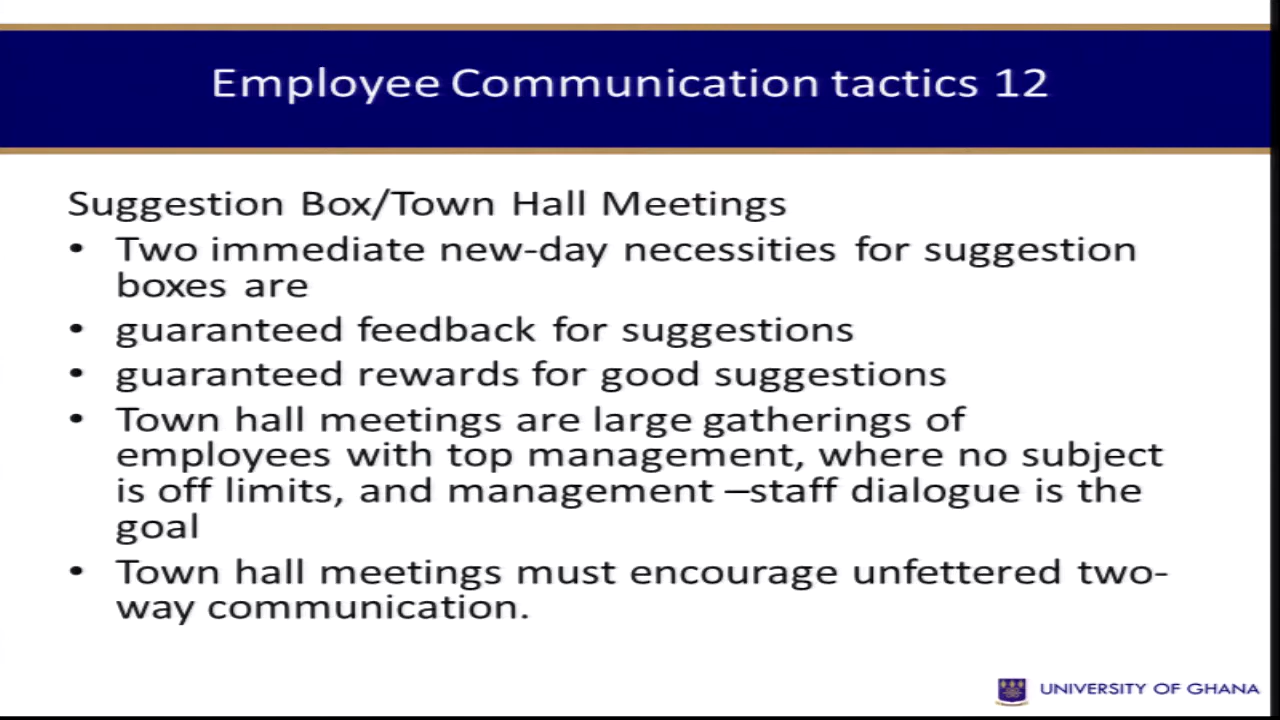 Employee Communication tactics 12
Suggestion Box/Town Hall Meetings
• Two immediate new-day necessities for suggestion
boxes are
• guaranteed feedback for suggestions
• guaranteed rewards for good suggestions
• Town hall meetings are large gatherings of
employees with top management, where no subject
is off limits, and management –staff dialogue is the
goal
• Town hall meetings must encourage unfettered two-
way communication.
UNIVERSITY OF GHANA